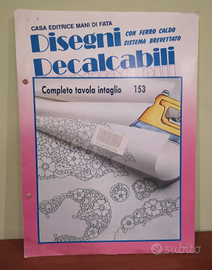 CASA EDITRICE MANI DI FATA
Disegni
CON FERRO CALDO
SISTEMA BREVETTATO
Decalcabili
Completo tavola intaglio 153
subito